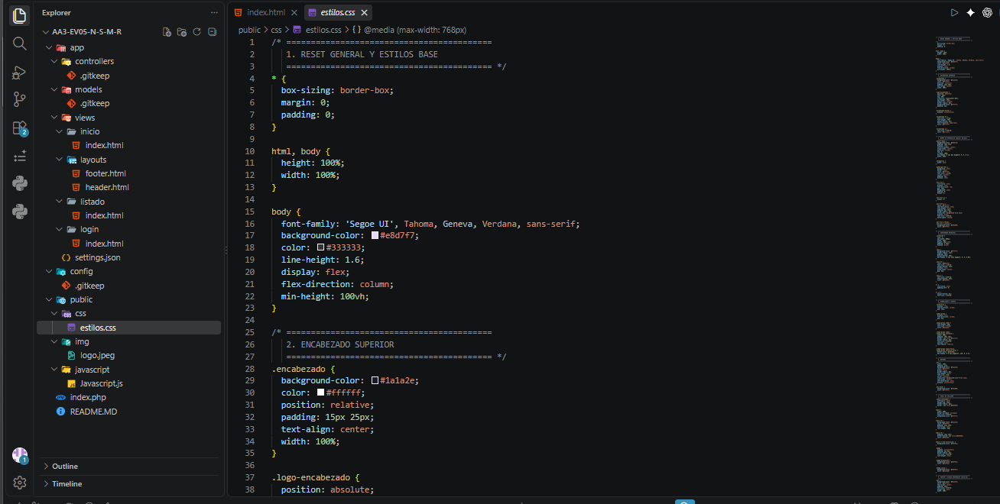 Explorer
AA3-EV05-N-S-M-R
app
controllers
.gitkeep
models
.gitkeep
views
inicio
index.html
layouts
footer.html
header.html
listado
index.html
login
index.html
settings.json
config
.gitkeep
public
css
estilos.css
img
logo.jpeg
javascript
Javascript.js
index.php
README.MD
Outline
Timeline
2
1
index.html
estilos.css
public > css > estilos.css > { } @media (max-width: 768px)
1 /* ==========================================
2 1. RESET GENERAL Y ESTILOS BASE
3 ========================================== */
4 * {
5 box-sizing: border-box;
6 margin: 0;
7 padding: 0;
8 }
9
10 html, body {
11 height: 100%;
12 width: 100%;
13 }
14
15 body {
16 font-family: 'Segoe UI', Tahoma, Geneva, Verdana, sans-serif;
17 background-color: #e8d7f7;
18 color: #333333;
19 line-height: 1.6;
20 display: flex;
21 flex-direction: column;
22 min-height: 100vh;
23 }
24
25 /* ==========================================
26 2. ENCABEZADO SUPERIOR
27 ========================================== */
28 .encabezado {
29 background-color: #1a1a2e;
30 color: #ffffff;
31 position: relative;
32 padding: 15px 25px;
33 text-align: center;
34 width: 100%;
35 }
36
37 .logo-encabezado {
38 position: absolute;